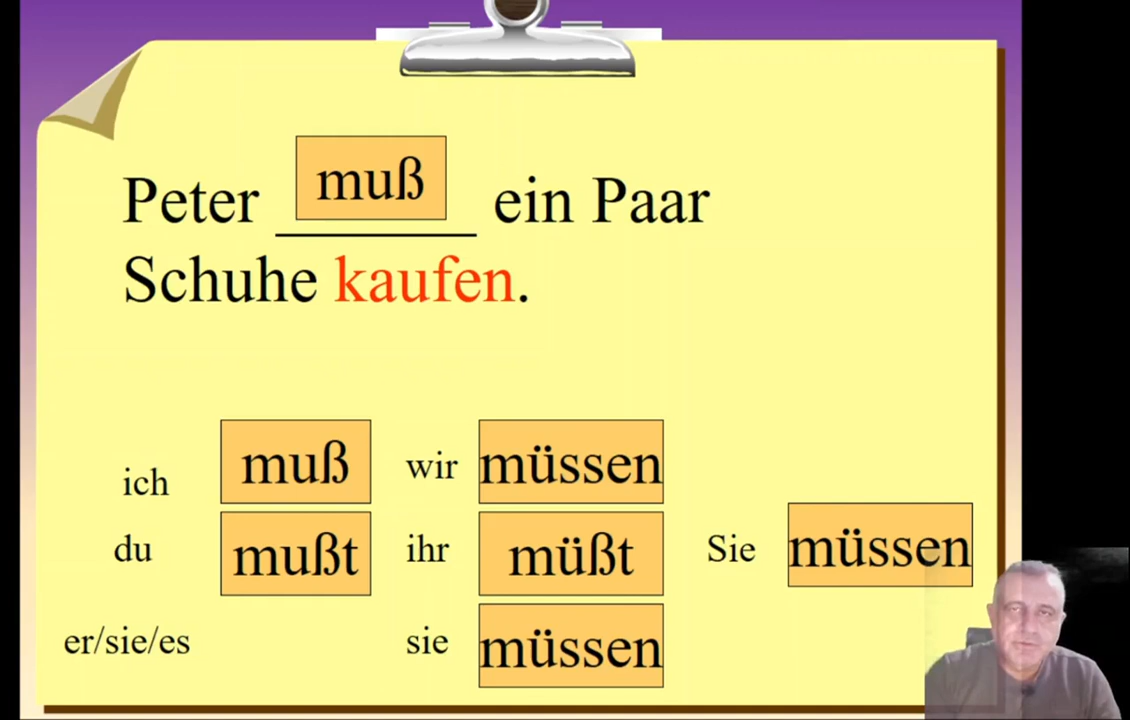 Peter muß ein Paar
Schuhe kaufen.
ich muß wir müssen
du mußt ihr müßt Sie müssen
er/sie/es sie müssen